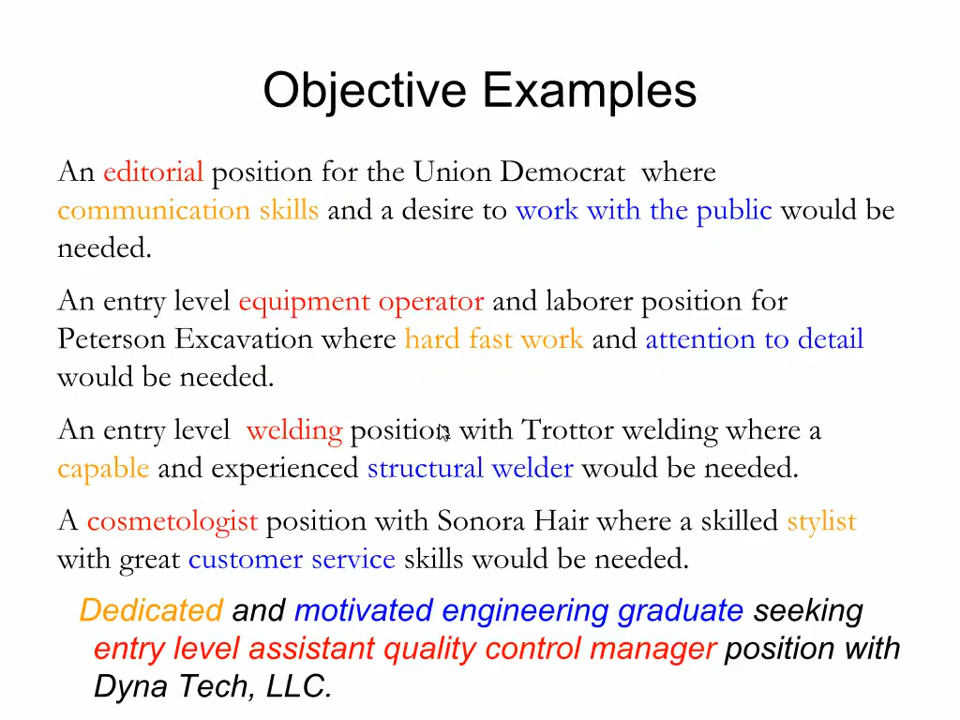 Objective Examples
An editorial position for the Union Democrat  where
communication skills and a desire to work with the public would be
needed.
An entry level equipment operator and laborer position for
Peterson Excavation where hard fast work and attention to detail
would be needed.
An entry level  welding position with Trottor welding where a
capable and experienced structural welder would be needed.
A cosmetologist position with Sonora Hair where a skilled stylist
with great customer service skills would be needed.
Dedicated and motivated engineering graduate seeking
entry level assistant quality control manager position with
Dyna Tech, LLC.